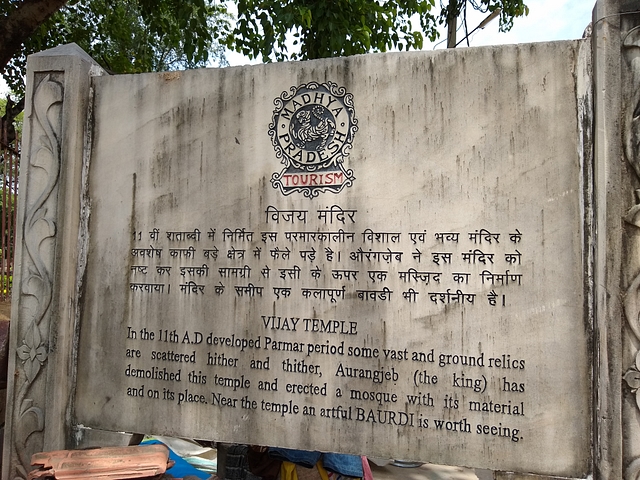 MADHYA PRADESH
TOURISM
विजय मंदिर
११ वीं शताब्दी में निर्मित इस परमारकालीन विशाल एवं भव्य मंदिर के
अवशेष काफी बड़े क्षेत्र में फैले पड़े है। औरंगज़ेब ने इस मंदिर को
नष्ट कर इसकी सामग्री से इसी के ऊपर एक मस्ज़िद का निर्माण
करवाया। मंदिर के समीप एक कलापूर्ण बावडी भी दर्शनीय है।
VIJAY TEMPLE
In the 11th A.D developed Parmar period some vast and ground relics
are scattered hither and thither, Aurangjeb (the king) has
demolished this temple and erected a mosque with its material
and on its place. Near the temple an artful BAURDI is worth seeing.